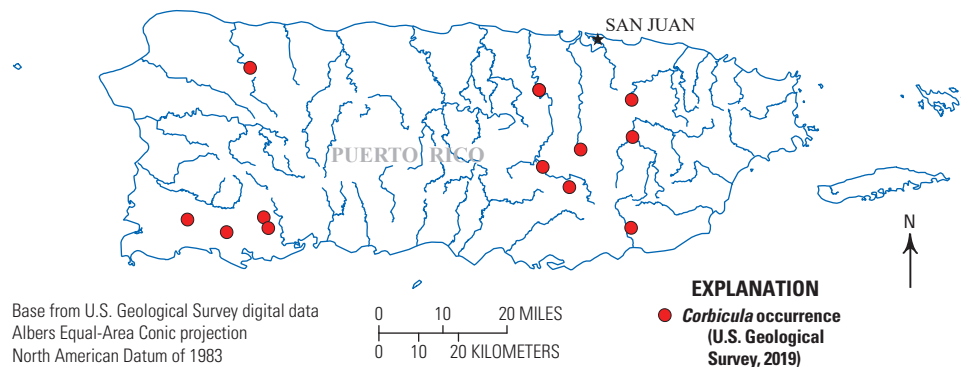 SAN JUAN
PUERTO RICO
N
Base from U.S. Geological Survey digital data
Albers Equal-Area Conic projection
North American Datum of 1983
0 10 20 MILES
0 10 20 KILOMETERS
EXPLANATION
Corbicula occurrence
(U.S. Geological
Survey, 2019)